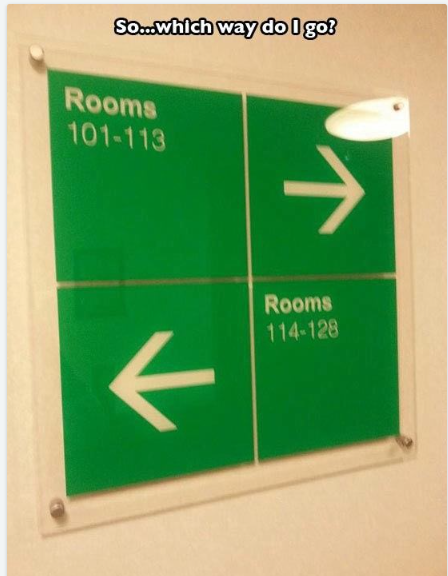 So...which way do I go?
Rooms
101-113
Rooms
114-128